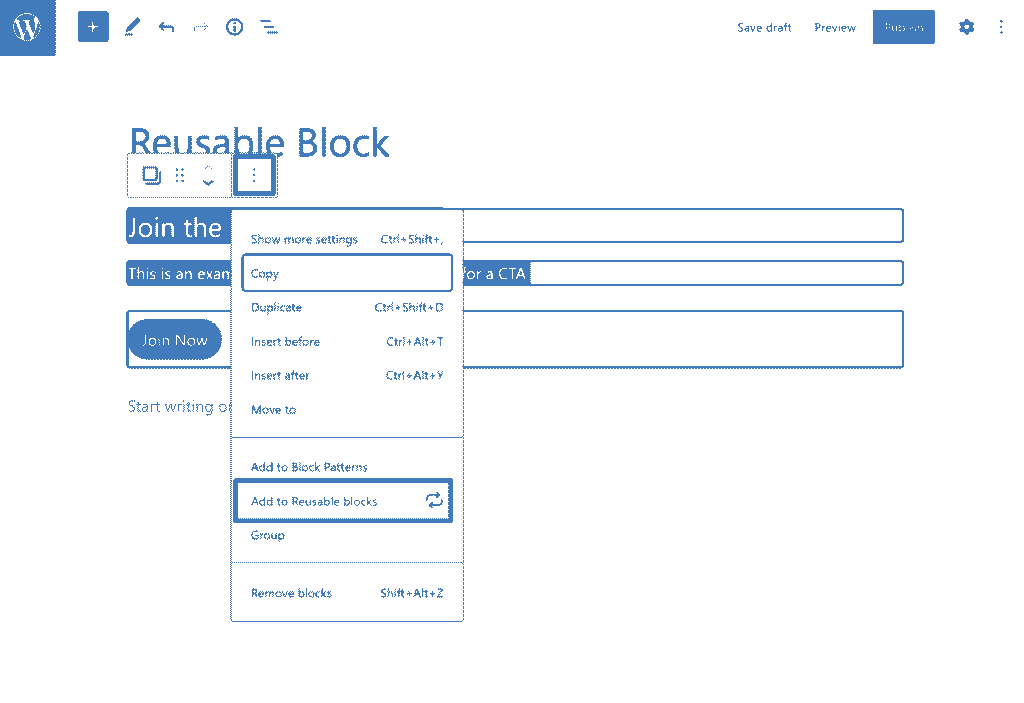 Save draft Preview Publish
Reusable Block
Join the
Show more settings Ctrl+Shift+,
Copy
This is an exam for a CTA
Duplicate Ctrl+Shift+D
Join Now
Insert before Ctrl+Alt+T
Insert after Ctrl+Alt+Y
Start writing or
Move to
Add to Block Patterns
Add to Reusable blocks
Group
Remove blocks Shift+Alt+Z